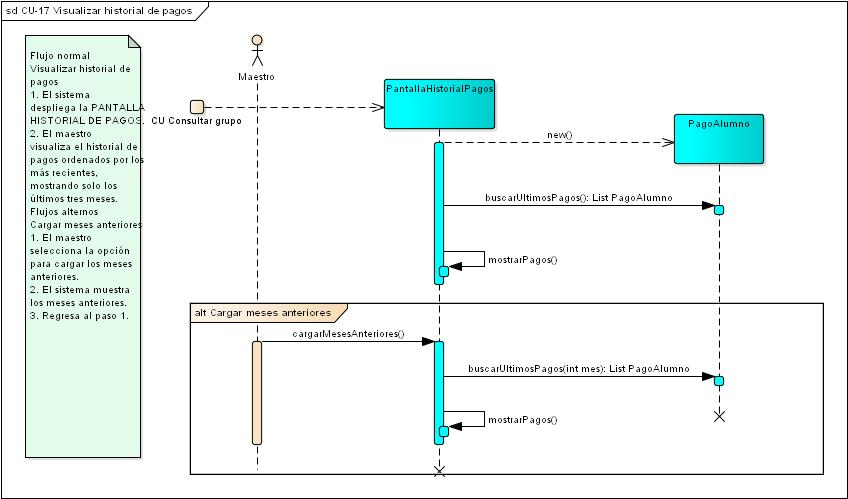 sd CU-17 Visualizar historial de pagos
Flujo normal
Visualizar historial de
pagos
1. El sistema
despliega la PANTALLA
HISTORIAL DE PAGOS.
2. El maestro
visualiza el historial de
pagos ordenados por los
más recientes,
mostrando solo los
últimos tres meses.
Flujos alternos
Cargar meses anteriores
1. El maestro
selecciona la opción
para cargar los meses
anteriores.
2. El sistema muestra
los meses anteriores.
3. Regresa al paso 1.
Maestro
CU Consultar grupo
PantallaHistorialPagos
PagoAlumno
new()
buscarUltimosPagos(): List PagoAlumno
mostrarPagos()
alt Cargar meses anteriores
cargarMesesAnteriores()
buscarUltimosPagos(int mes): List PagoAlumno
mostrarPagos()